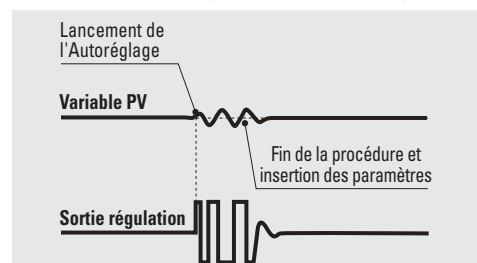 Lancement de
l'Autoréglage
Variable PV
Fin de la procédure et
insertion des paramètres
Sortie régulation